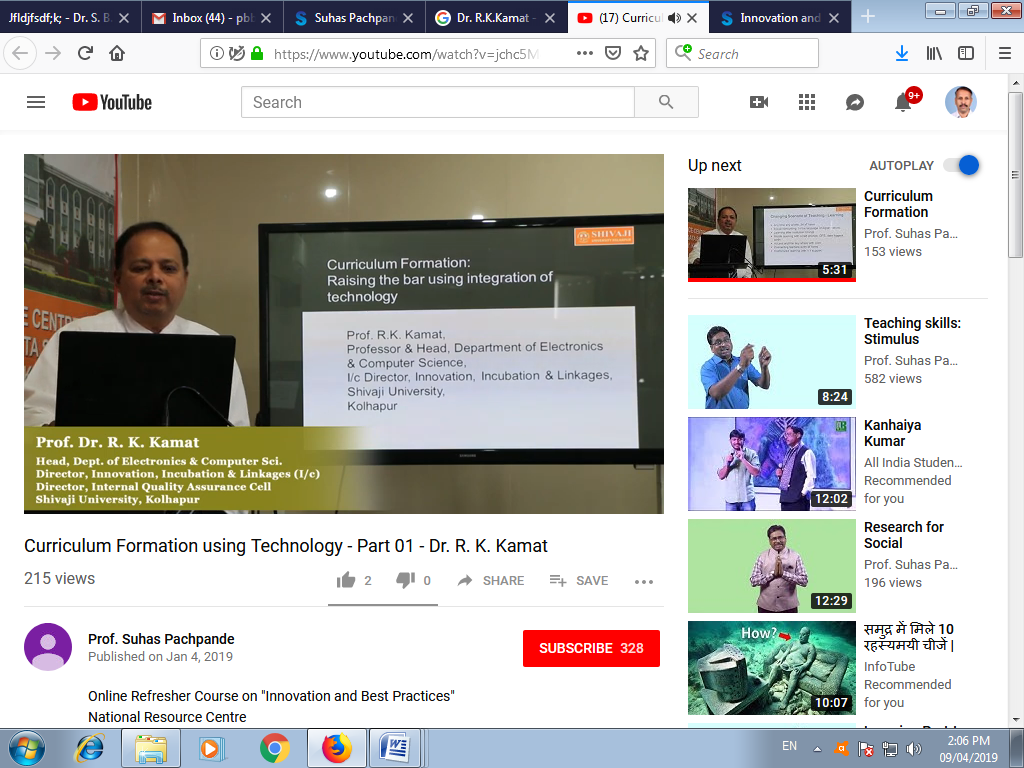 Jfldjfsdf;k; - Dr. S. B.
Inbox (44) - pbl
Suhas Pachpan
Dr. R.K.Kamat -
(17) Curricu
Innovation and
https://www.youtube.com/watch?v=jchc5M
Search
YouTube
Search
9+
SHIVAJI
Curriculum Formation:
Raising the bar using integration of
technology
Prof. R.K. Kamat,
Professor & Head, Department of Electronics
& Computer Science,
I/c Director, Innovation, Incubation & Linkages,
Shivaji University,
Kolhapur
Prof. Dr. R. K. Kamat
Head, Dept. of Electronics & Computer Sci.
Director, Innovation, Incubation & Linkages (I/c)
Director, Internal Quality Assurance Cell
Shivaji University, Kolhapur
Curriculum Formation using Technology - Part 01 - Dr. R. K. Kamat
215 views
2
0
SHARE
SAVE
Prof. Suhas Pachpande
Published on Jan 4, 2019
SUBSCRIBE 328
Online Refresher Course on "Innovation and Best Practices"
National Resource Centre
Up next
AUTOPLAY
5:31
Curriculum
Formation
Prof. Suhas Pa...
153 views
8:24
Teaching skills:
Stimulus
Prof. Suhas Pa...
582 views
12:02
Kanhaiya
Kumar
All India Studen...
Recommended
for you
12:29
Research for
Social
Prof. Suhas Pa...
196 views
How?
10:07
समुद्र में मिले 10
रहस्यमयी चीजें |
InfoTube
Recommended
for you
EN
2:06 PM
09/04/2019